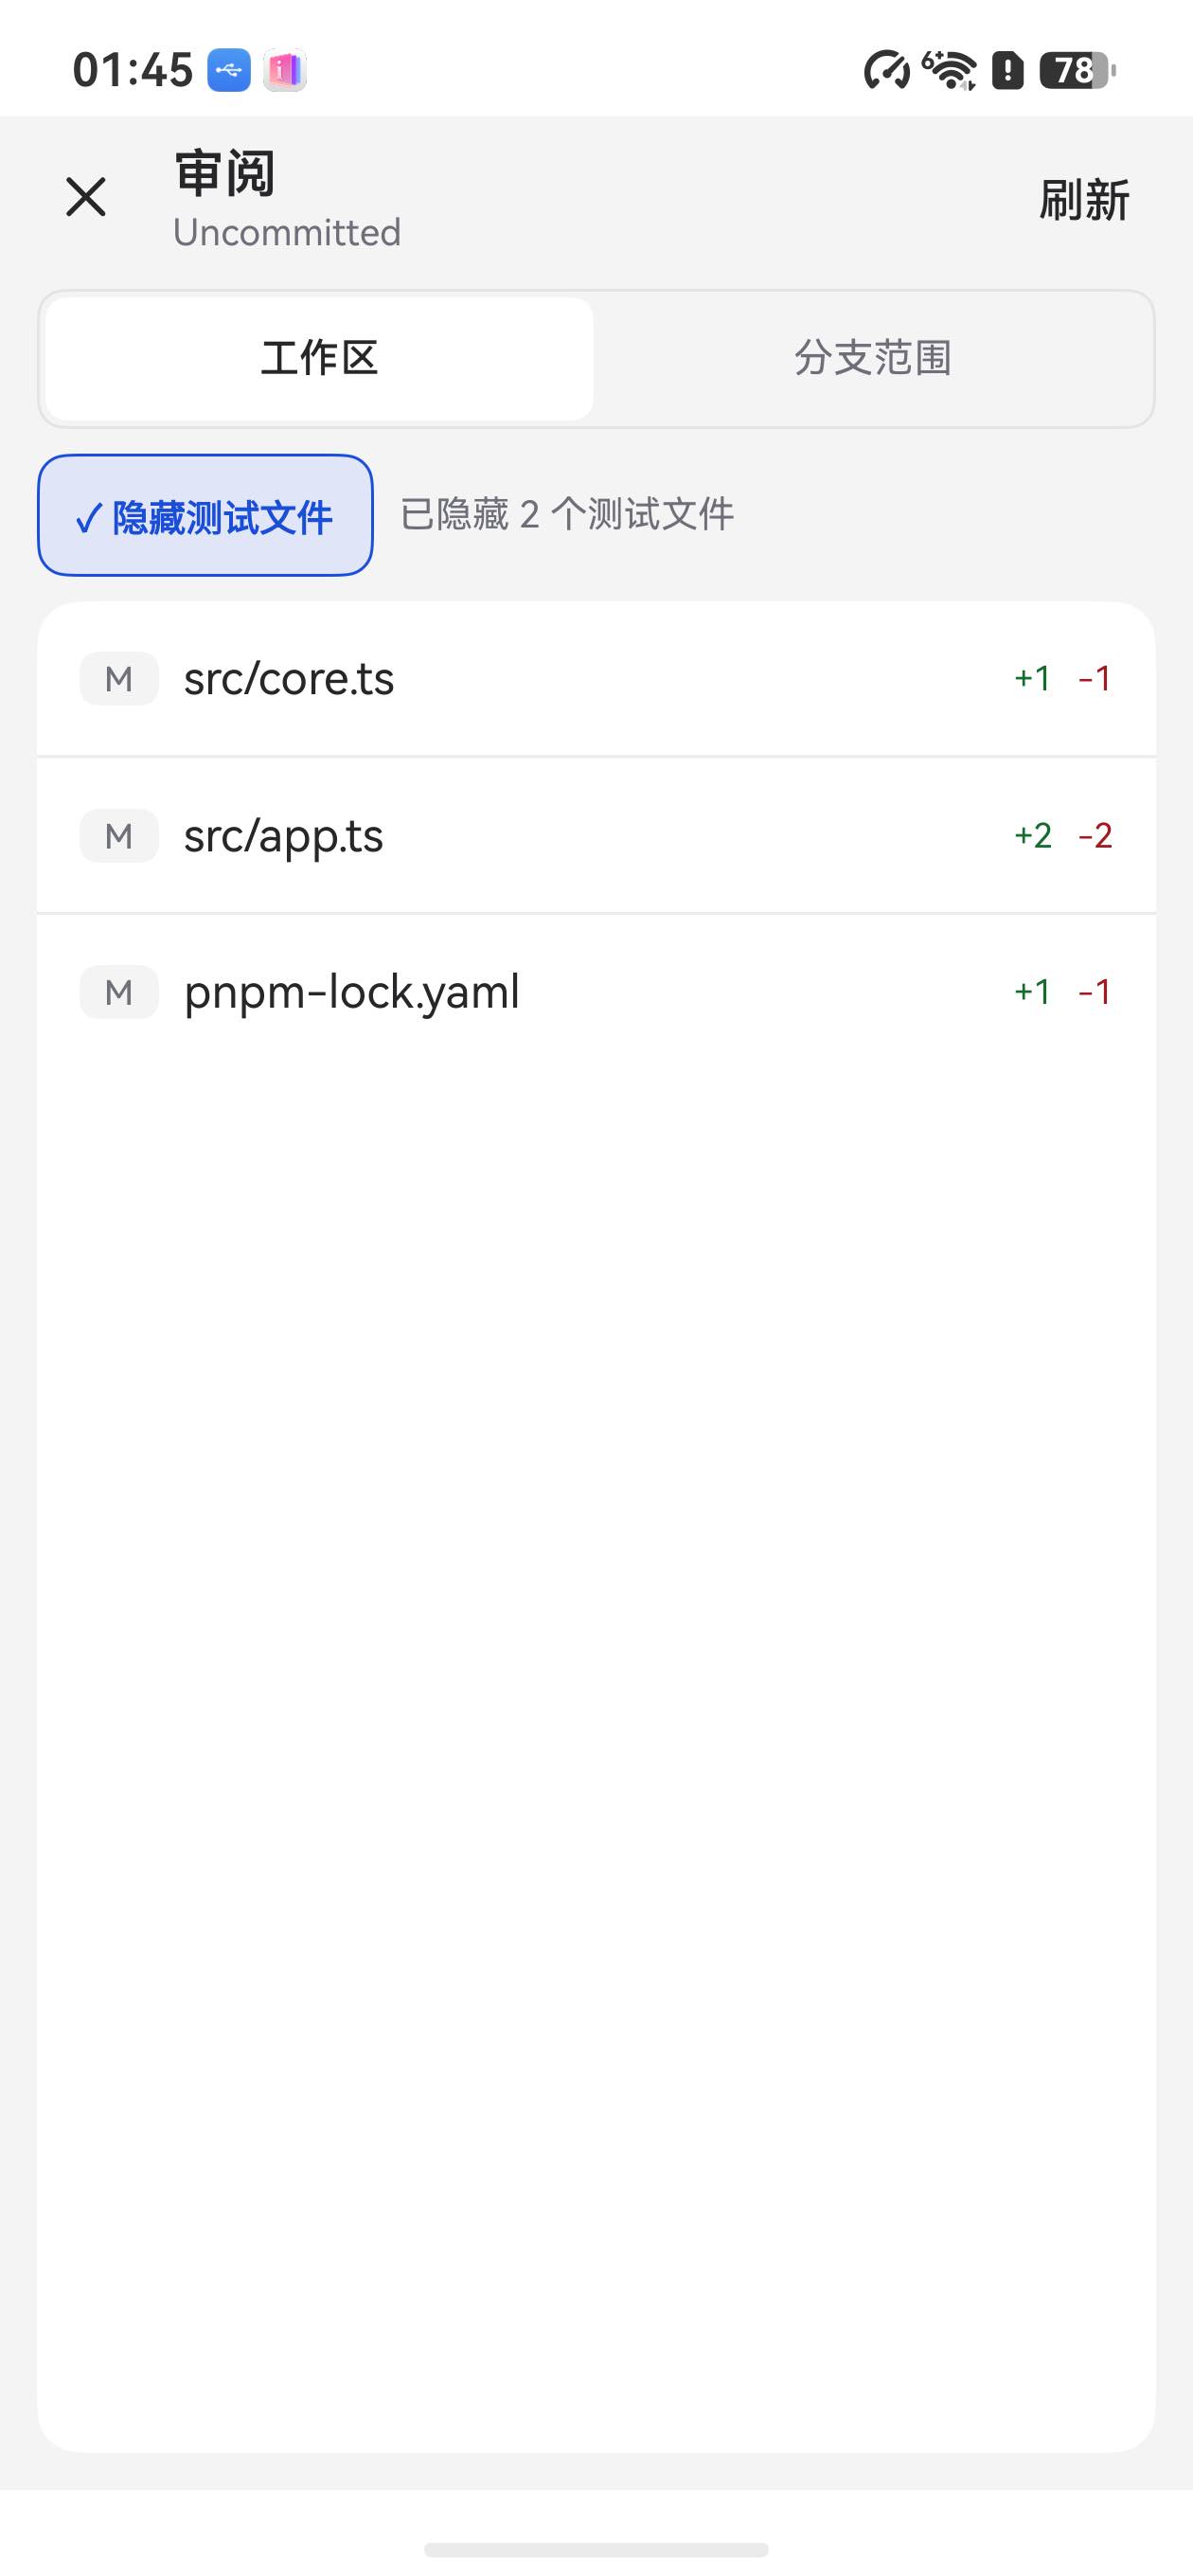 01:45
78
审阅
Uncommitted
刷新
工作区
分支范围
✓ 隐藏测试文件
已隐藏 2 个测试文件
M src/core.ts +1 -1
M src/app.ts +2 -2
M pnpm-lock.yaml +1 -1